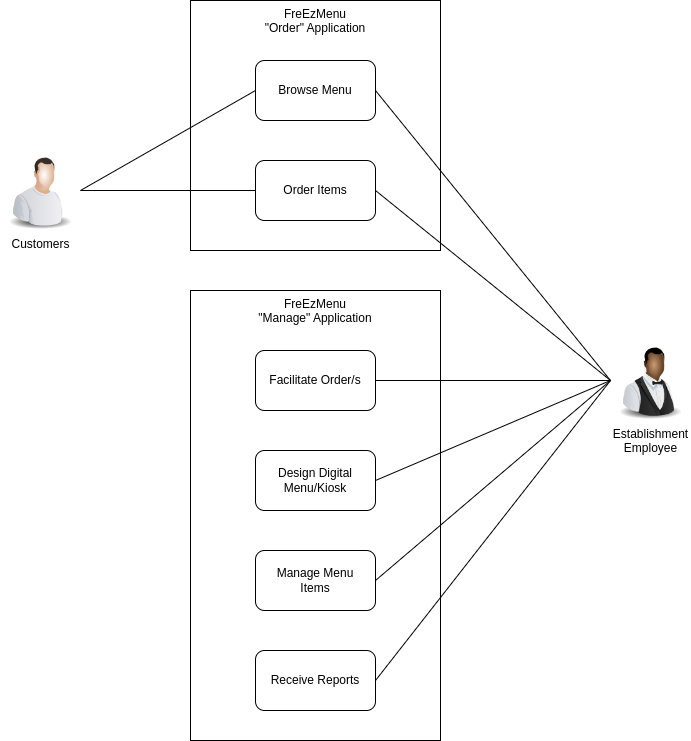 FreEzMenu
"Order" Application
Browse Menu
Order Items
Customers
FreEzMenu
"Manage" Application
Facilitate Order/s
Design Digital
Menu/Kiosk
Manage Menu
Items
Receive Reports
Establishment
Employee